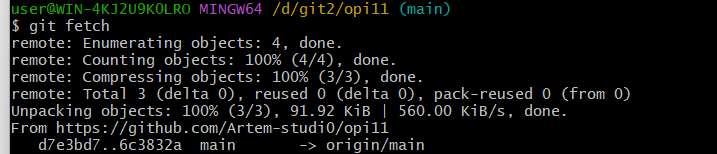 user@WIN-4KJ2U9KOLRO MINGW64 /d/git2/opi11 (main)
$ git fetch
remote: Enumerating objects: 4, done.
remote: Counting objects: 100% (4/4), done.
remote: Compressing objects: 100% (3/3), done.
remote: Total 3 (delta 0), reused 0 (delta 0), pack-reused 0 (from 0)
Unpacking objects: 100% (3/3), 91.92 KiB | 560.00 KiB/s, done.
From https://github.com/Artem-studi0/opi11
   d7e3bd7..6c3832a  main       -> origin/main